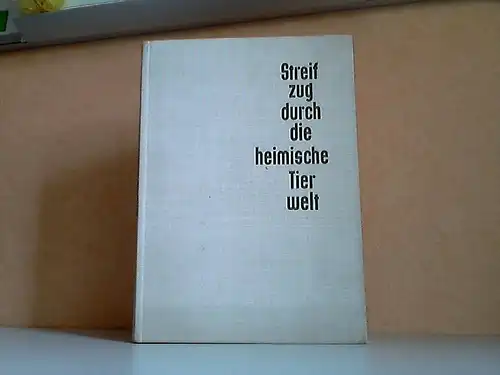 Streif
zug
durch
die
heimische
Tier
welt